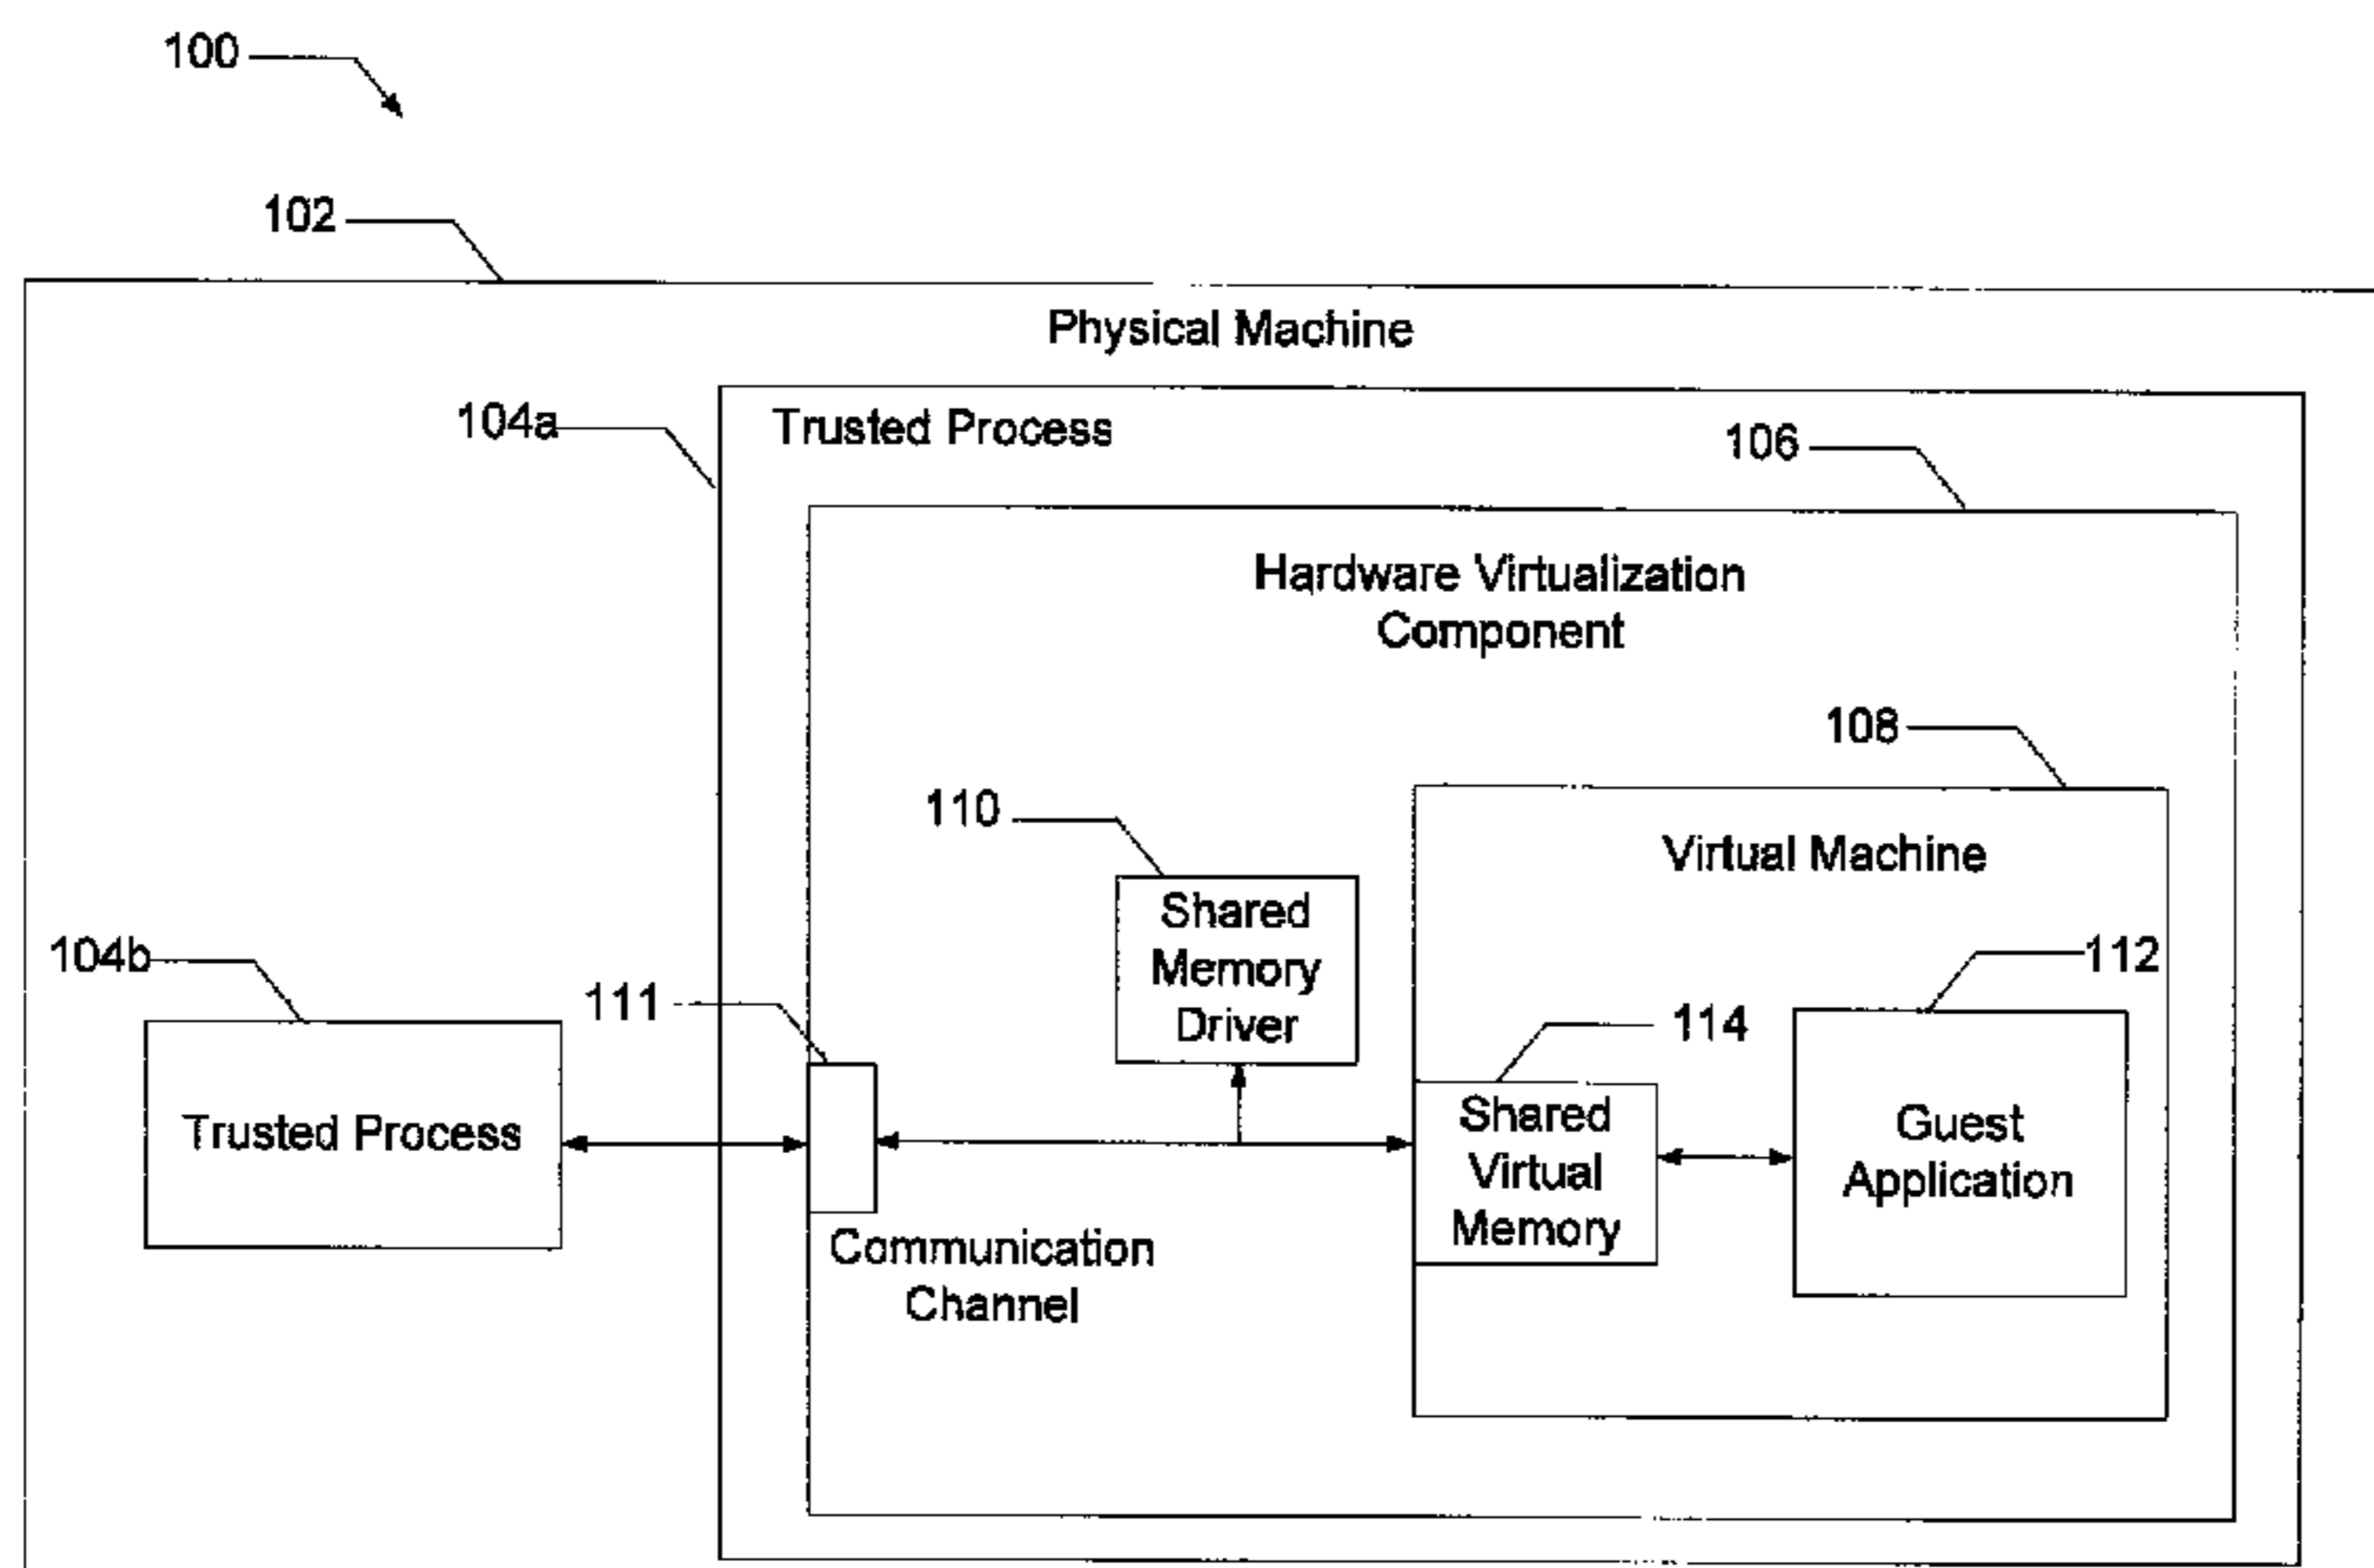 100
102
Physical Machine
104a
Trusted Process
106
Hardware Virtualization
Component
108
110
Virtual Machine
Shared
Memory
Driver
104b
111
112
114
Trusted Process
Shared
Virtual
Memory
Guest
Application
Communication
Channel